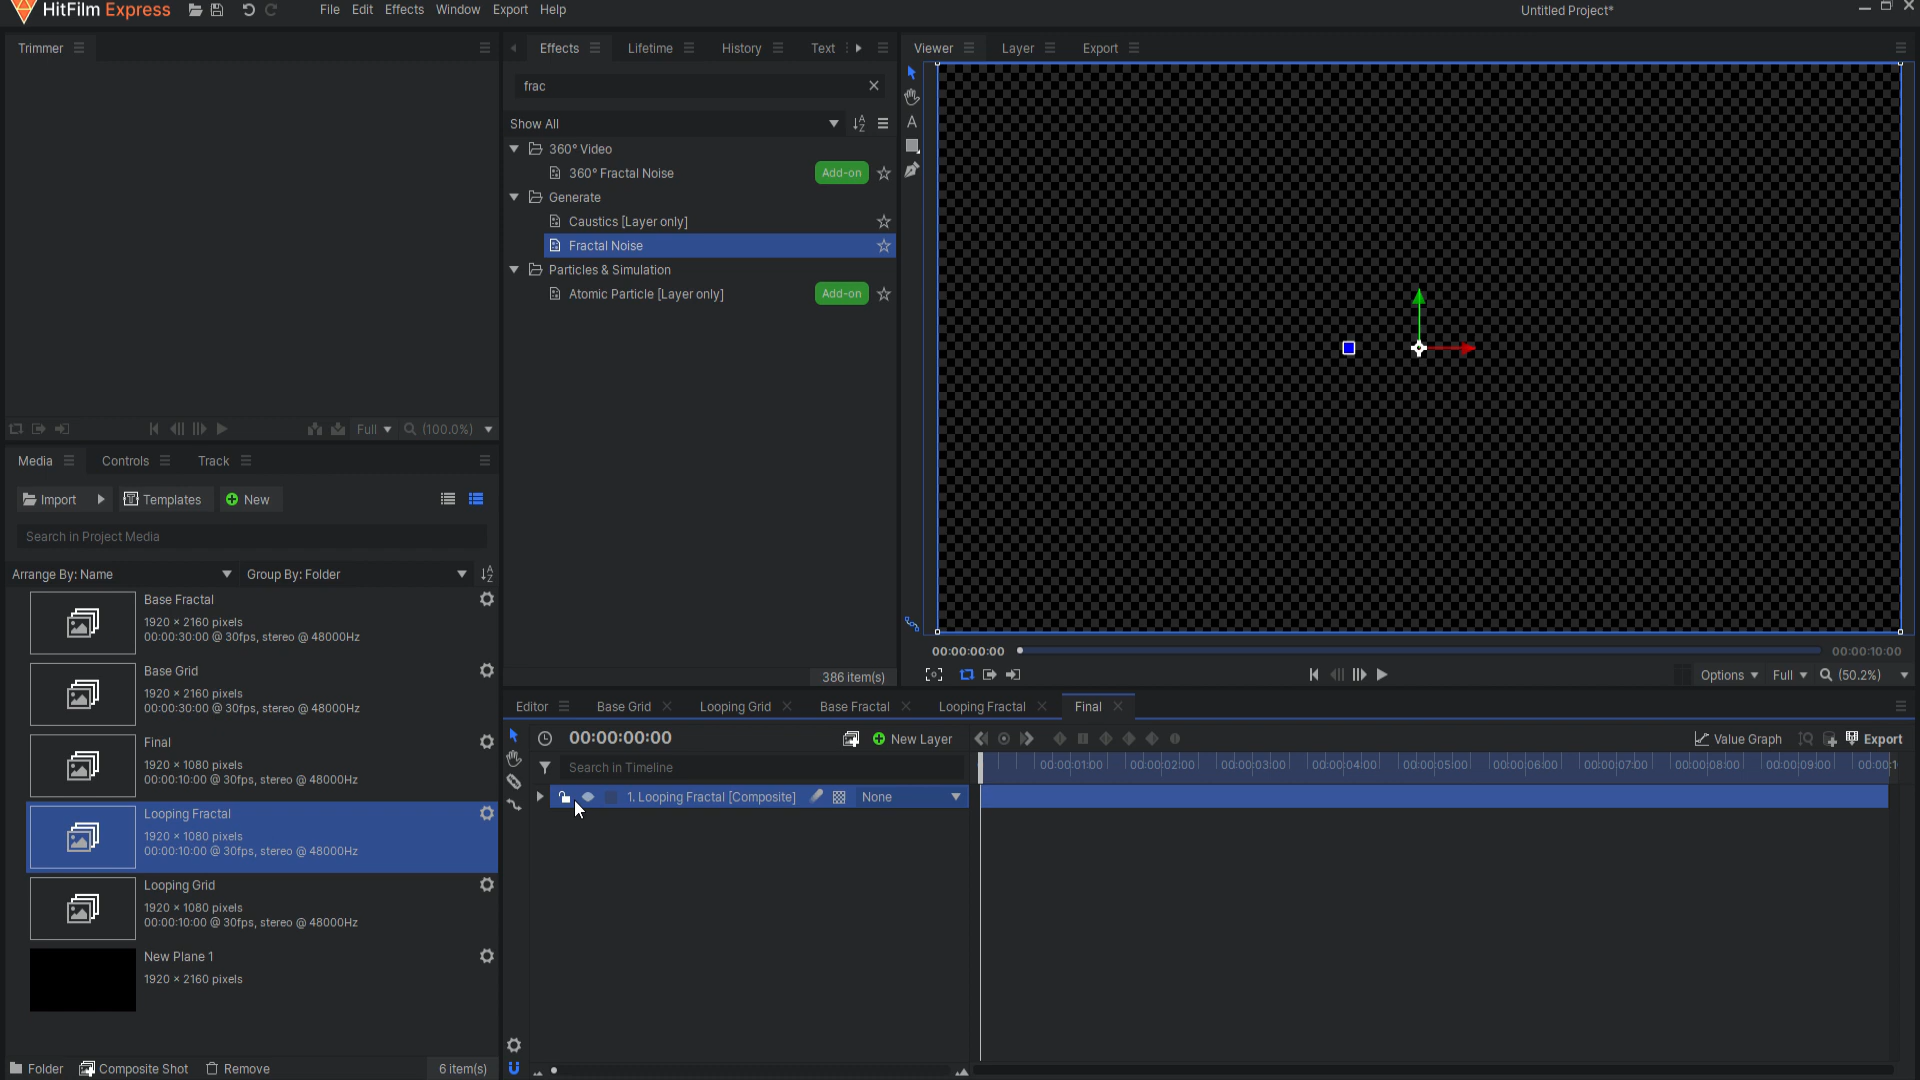 HitFilm Express
File Edit Effects Window Export Help
Untitled Project*
Trimmer
Effects Lifetime History Text
Viewer Layer Export
frac
Show All
360° Video
360° Fractal Noise Add-on
Generate
Caustics [Layer only]
Fractal Noise
Particles & Simulation
Atomic Particle [Layer only] Add-on
Full (100.0%)
Media Controls Track
Import Templates New
Search in Project Media
Arrange By: Name Group By: Folder
Base Fractal
1920 × 2160 pixels
00:00:30:00 @ 30fps, stereo @ 48000Hz
Base Grid
1920 × 2160 pixels
00:00:30:00 @ 30fps, stereo @ 48000Hz
Final
1920 × 1080 pixels
00:00:10:00 @ 30fps, stereo @ 48000Hz
Looping Fractal
1920 × 1080 pixels
00:00:10:00 @ 30fps, stereo @ 48000Hz
Looping Grid
1920 × 1080 pixels
00:00:10:00 @ 30fps, stereo @ 48000Hz
New Plane 1
1920 × 2160 pixels
Folder Composite Shot Remove 6 item(s)
386 item(s)
00:00:00:00 00:00:10:00
Options Full (50.2%)
Editor Base Grid Looping Grid Base Fractal Looping Fractal Final
00:00:00:00 New Layer Value Graph Export
Search in Timeline
00:00:01:00 00:00:02:00 00:00:03:00 00:00:04:00 00:00:05:00 00:00:06:00 00:00:07:00 00:00:08:00 00:00:09:00 00:00:1
1. Looping Fractal [Composite] None